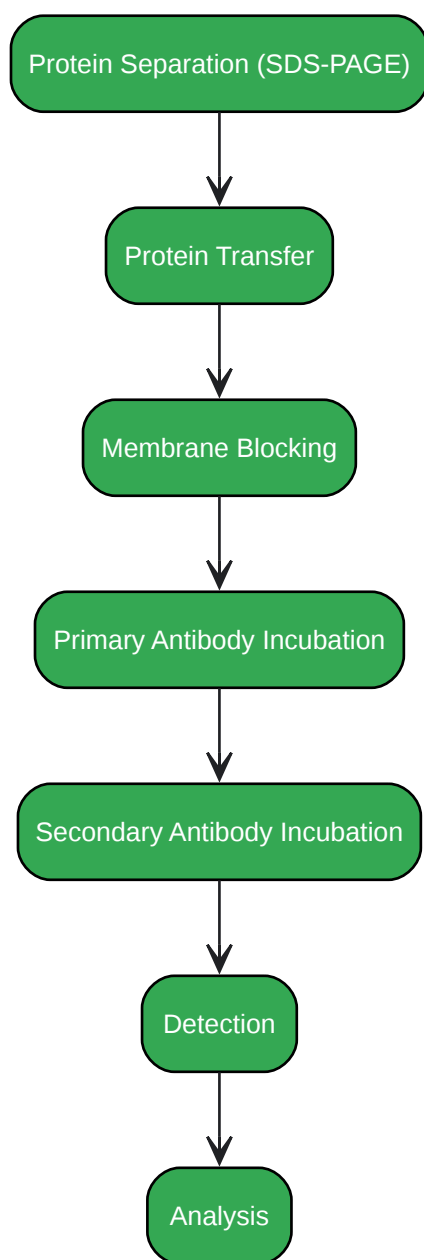 Protein Separation (SDS-PAGE)
Protein Transfer
Membrane Blocking
Primary Antibody Incubation
Secondary Antibody Incubation
Detection
Analysis